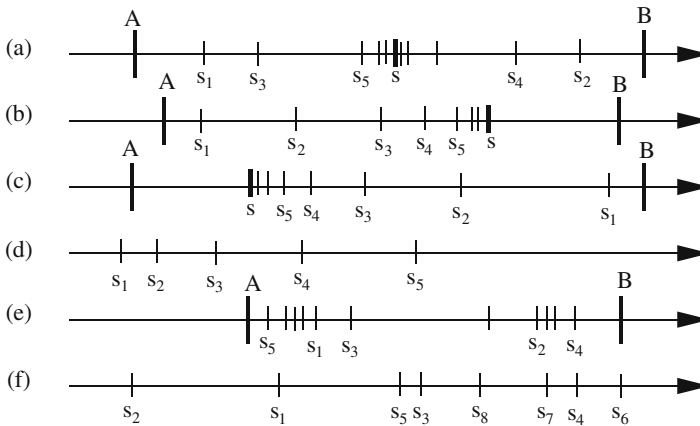 A B
(a)
s₁ s₃ s₅ s s₄ s₂
A B
(b)
s₁ s₂ s₃ s₄ s₅ s
A B
(c)
s s₅ s₄ s₃ s₂ s₁
(d)
s₁ s₂ s₃ s₄ s₅
A B
(e)
s₅ s₁ s₃ s₂ s₄
(f)
s₂ s₁ s₅ s₃ s₈ s₇ s₄ s₆